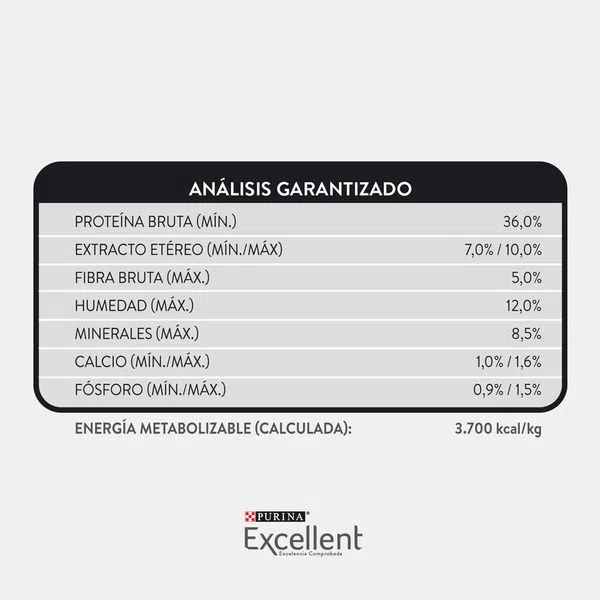 ANÁLISIS GARANTIZADO
PROTEÍNA BRUTA (MÍN.) 36,0%
EXTRACTO ETÉREO (MÍN./MÁX) 7,0% / 10,0%
FIBRA BRUTA (MÁX.) 5,0%
HUMEDAD (MÁX.) 12,0%
MINERALES (MÁX.) 8,5%
CALCIO (MÍN./MÁX.) 1,0% / 1,6%
FÓSFORO (MÍN./MÁX.) 0,9% / 1,5%
ENERGÍA METABOLIZABLE (CALCULADA): 3.700 kcal/kg
PURINA®
Excellent
Excelencia Comprobada